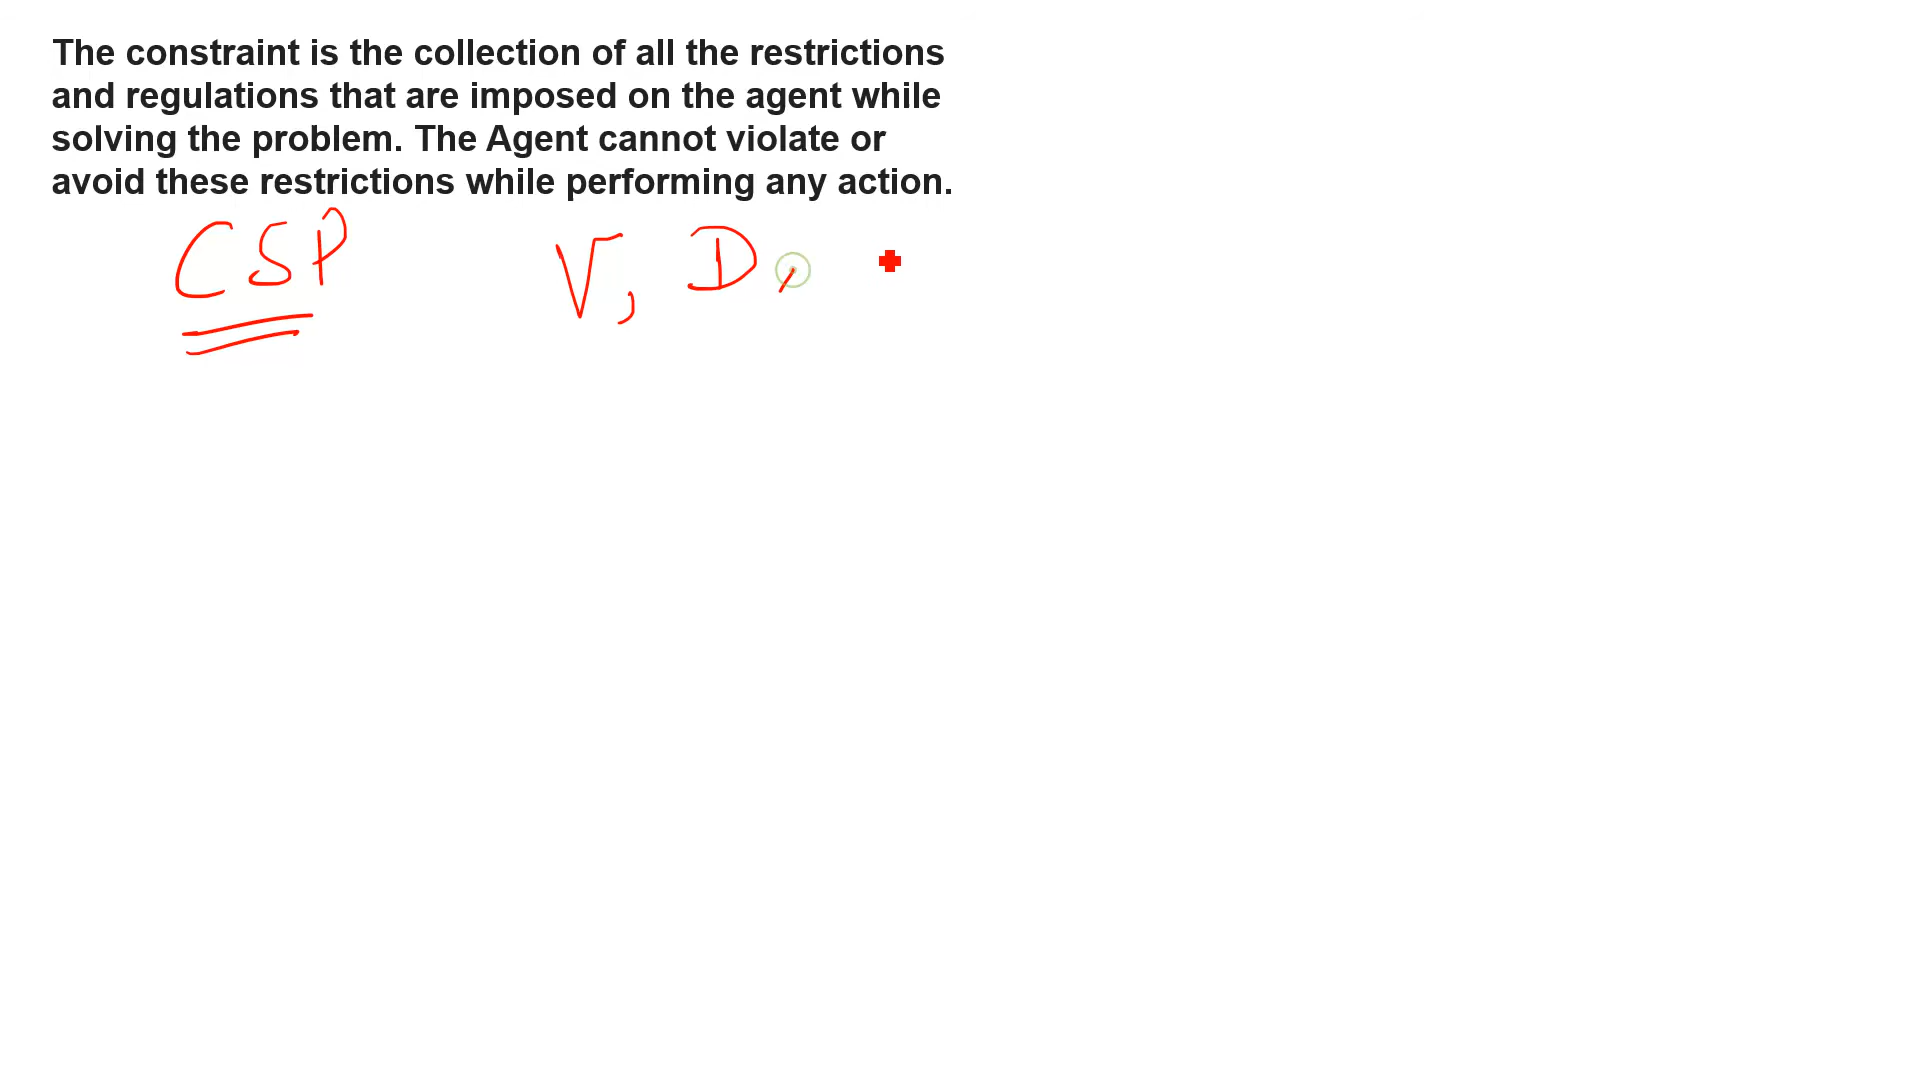 The constraint is the collection of all the restrictions
and regulations that are imposed on the agent while
solving the problem. The Agent cannot violate or
avoid these restrictions while performing any action.
CSP V, D,